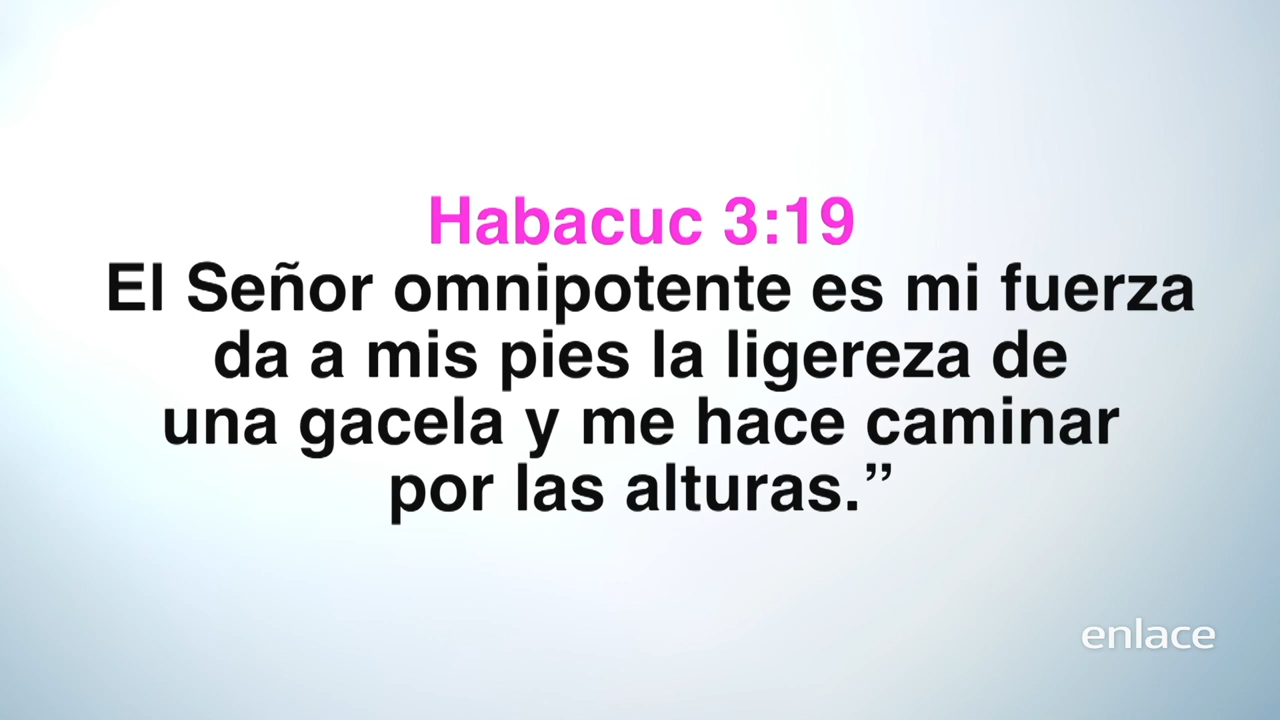 Habacuc 3:19
El Señor omnipotente es mi fuerza
da a mis pies la ligereza de
una gacela y me hace caminar
por las alturas.”
enlace